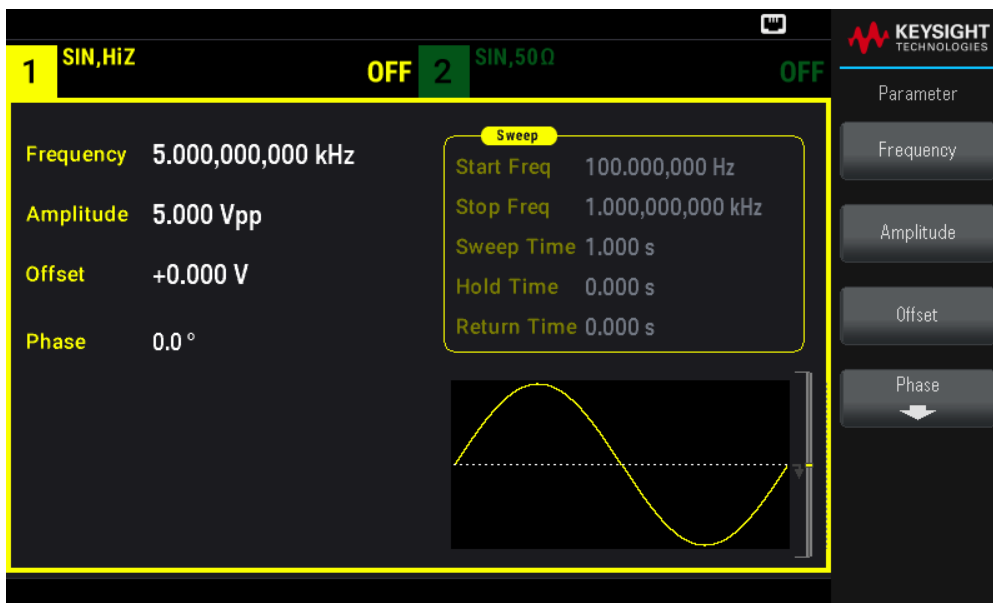 KEYSIGHT
TECHNOLOGIES
1 SIN,HiZ OFF 2 SIN,50Ω OFF
Parameter
Frequency 5.000,000,000 kHz
Amplitude 5.000 Vpp
Offset +0.000 V
Phase 0.0 °
Sweep
Start Freq 100.000,000 Hz
Stop Freq 1.000,000,000 kHz
Sweep Time 1.000 s
Hold Time 0.000 s
Return Time 0.000 s
Frequency
Amplitude
Offset
Phase